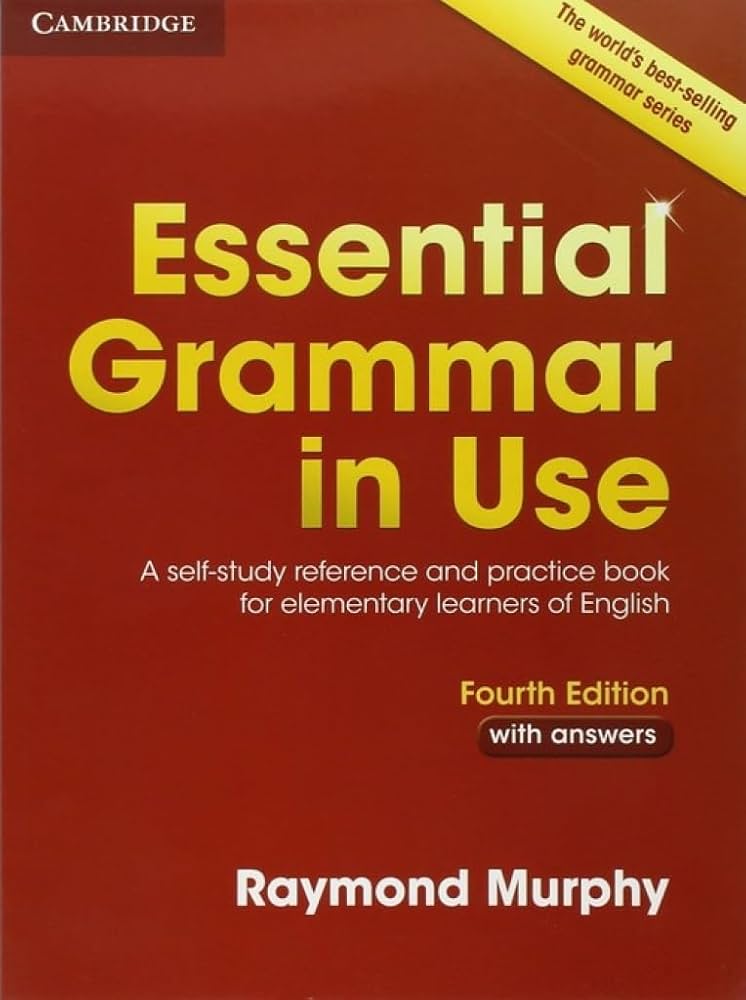 CAMBRIDGE
The world's best-selling
grammar series
Essential
Grammar
in Use
A self-study reference and practice book
for elementary learners of English
Fourth Edition
with answers
Raymond Murphy